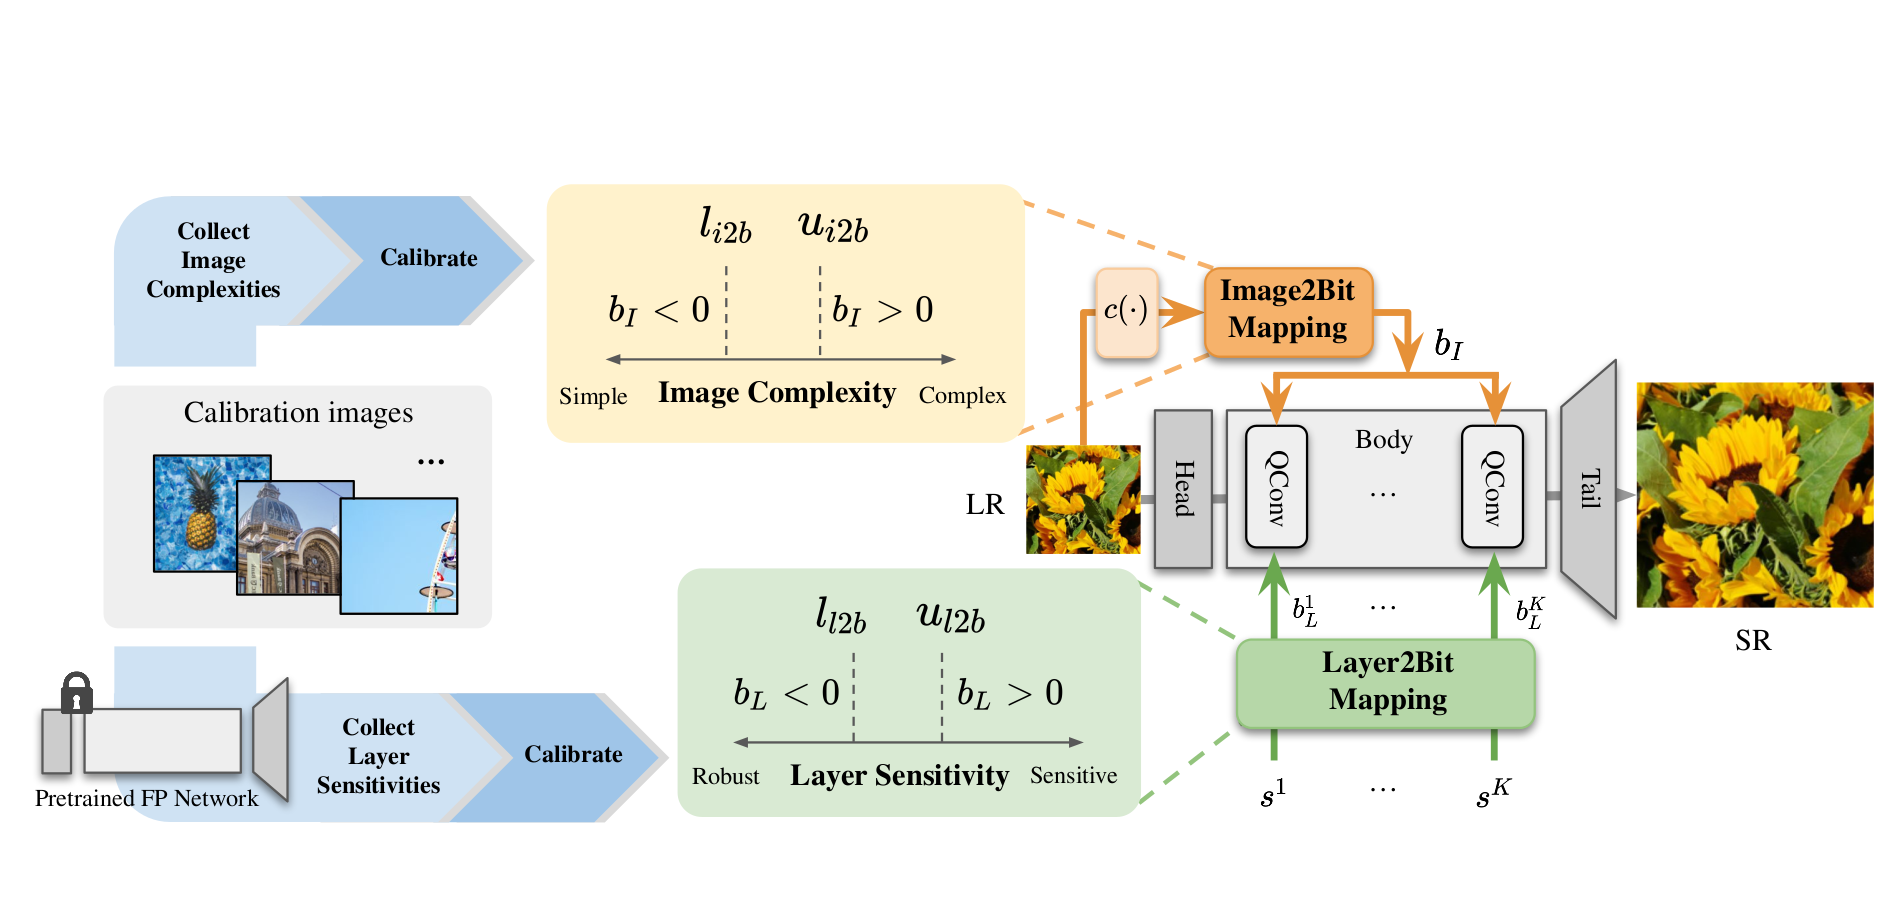 Collect
Image
Complexities
Calibrate
l_{i2b}
u_{i2b}
b_I < 0
b_I > 0
Simple
Image Complexity
Complex
c(·)
Image2Bit
Mapping
b_I
Calibration images
...
LR
Head
QConv
Body
...
QConv
Tail
SR
Pretrained FP Network
Collect
Layer
Sensitivities
Calibrate
l_{l2b}
u_{l2b}
b_L < 0
b_L > 0
Robust
Layer Sensitivity
Sensitive
b_L^1
...
b_L^K
Layer2Bit
Mapping
s^1
...
s^K